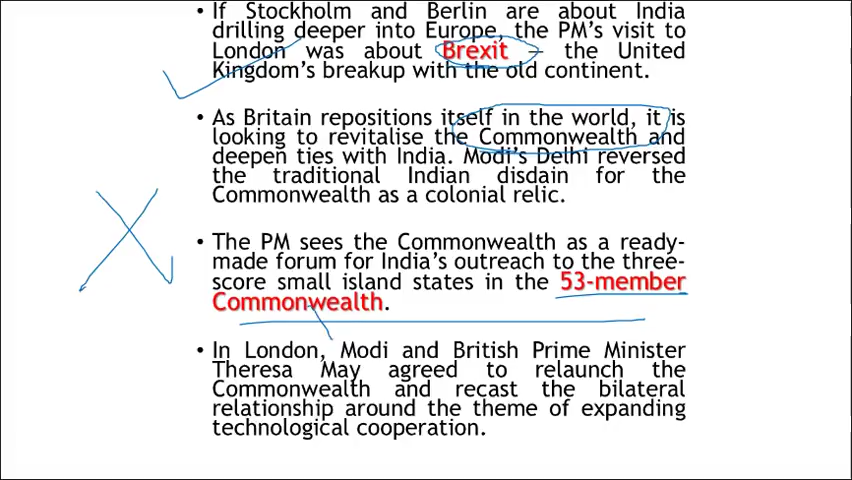 • If Stockholm and Berlin are about India
drilling deeper into Europe, the PM's visit to
London was about Brexit – the United
Kingdom's breakup with the old continent.
• As Britain repositions itself in the world, it is
looking to revitalise the Commonwealth and
deepen ties with India. Modi's Delhi reversed
the traditional Indian disdain for the
Commonwealth as a colonial relic.
• The PM sees the Commonwealth as a ready-
made forum for India's outreach to the three-
score small island states in the 53-member
Commonwealth.
• In London, Modi and British Prime Minister
Theresa May agreed to relaunch the
Commonwealth and recast the bilateral
relationship around the theme of expanding
technological cooperation.